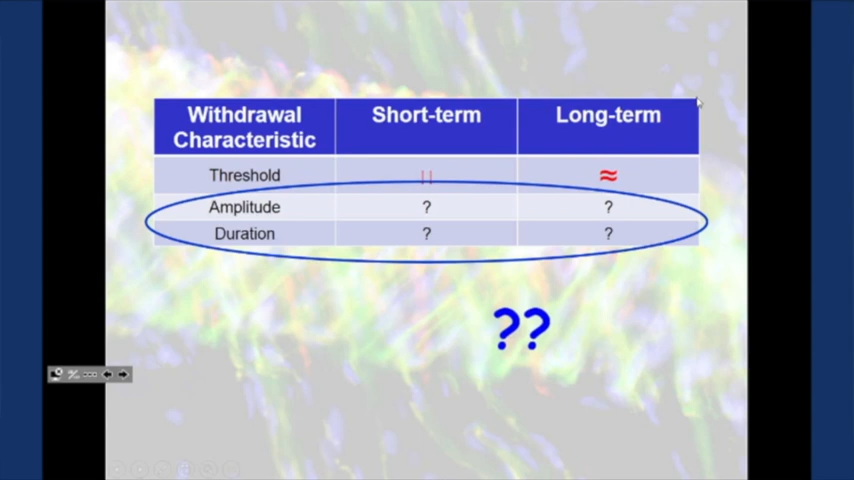 Withdrawal Characteristic Short-term Long-term
Threshold ≈
Amplitude ? ?
Duration ? ?
??